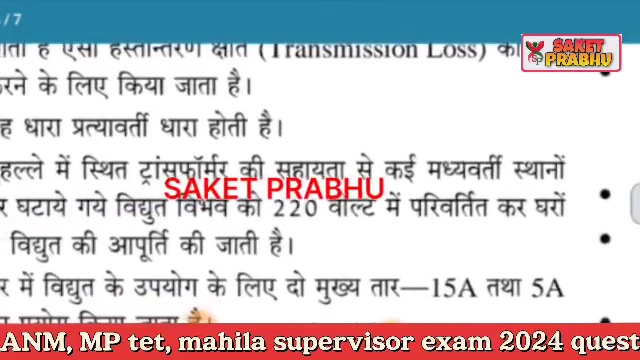 /7
SAKET
PRABHU
हस्तान्तरण क्षति (Transmission Loss) को
करने के लिए किया जाता है।
ह धारा प्रत्यावर्ती धारा होती है।
हल्ले में स्थित ट्रांसफॉर्मर की सहायता से कई मध्यवर्ती स्थानों
SAKET PRABHU
र घटाये गये विद्युत विभव को 220 वोल्ट में परिवर्तित कर घरों
विद्युत की आपूर्ति की जाती है।
र में विद्युत के उपयोग के लिए दो मुख्य तार—15A तथा 5A
किया जाता है।
ANM, MP tet, mahila supervisor exam 2024 quest